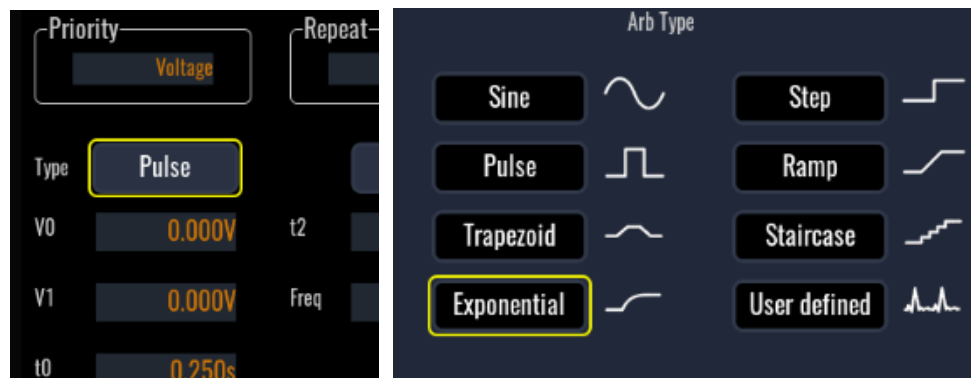 Priority
Repeat
Voltage
Type
Pulse
V0
0.000V
t2
V1
0.000V
Freq
t0
0.250s
Arb Type
Sine
Step
Pulse
Ramp
Trapezoid
Staircase
Exponential
User defined